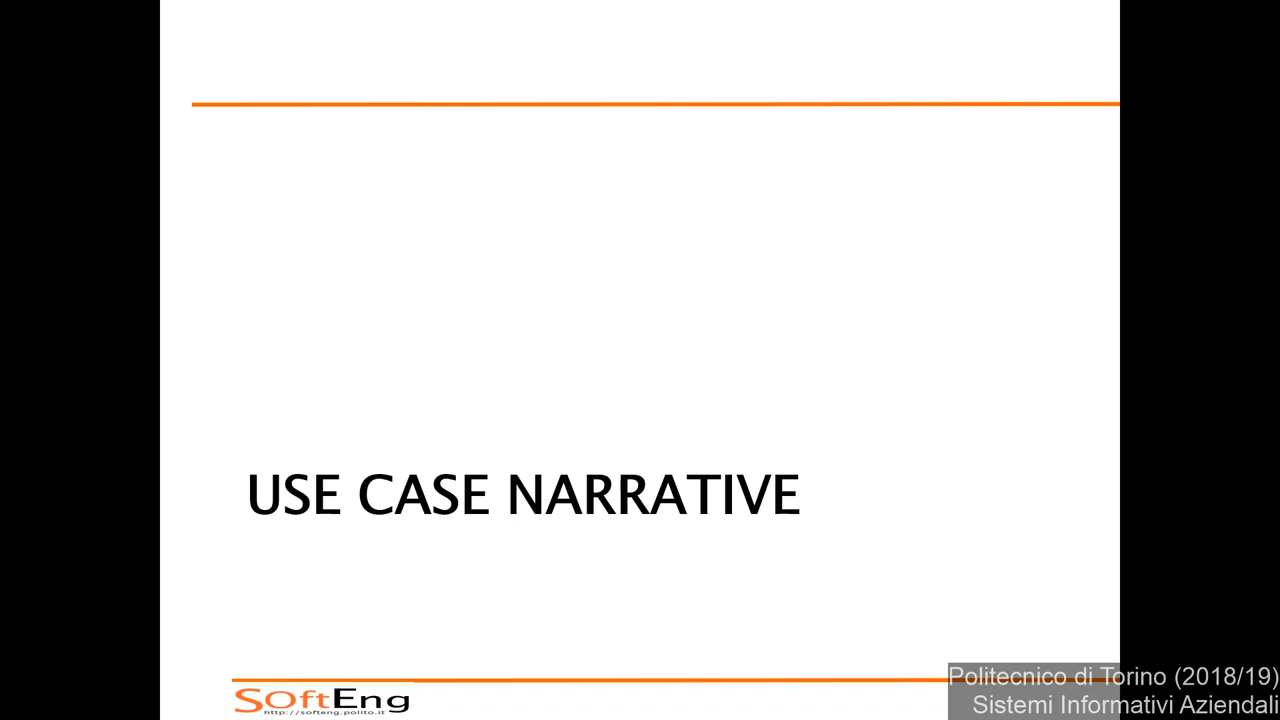 USE CASE NARRATIVE
SoftEng
http://softeng.polito.it
Politecnico di Torino (2018/19)
Sistemi Informativi Aziendali